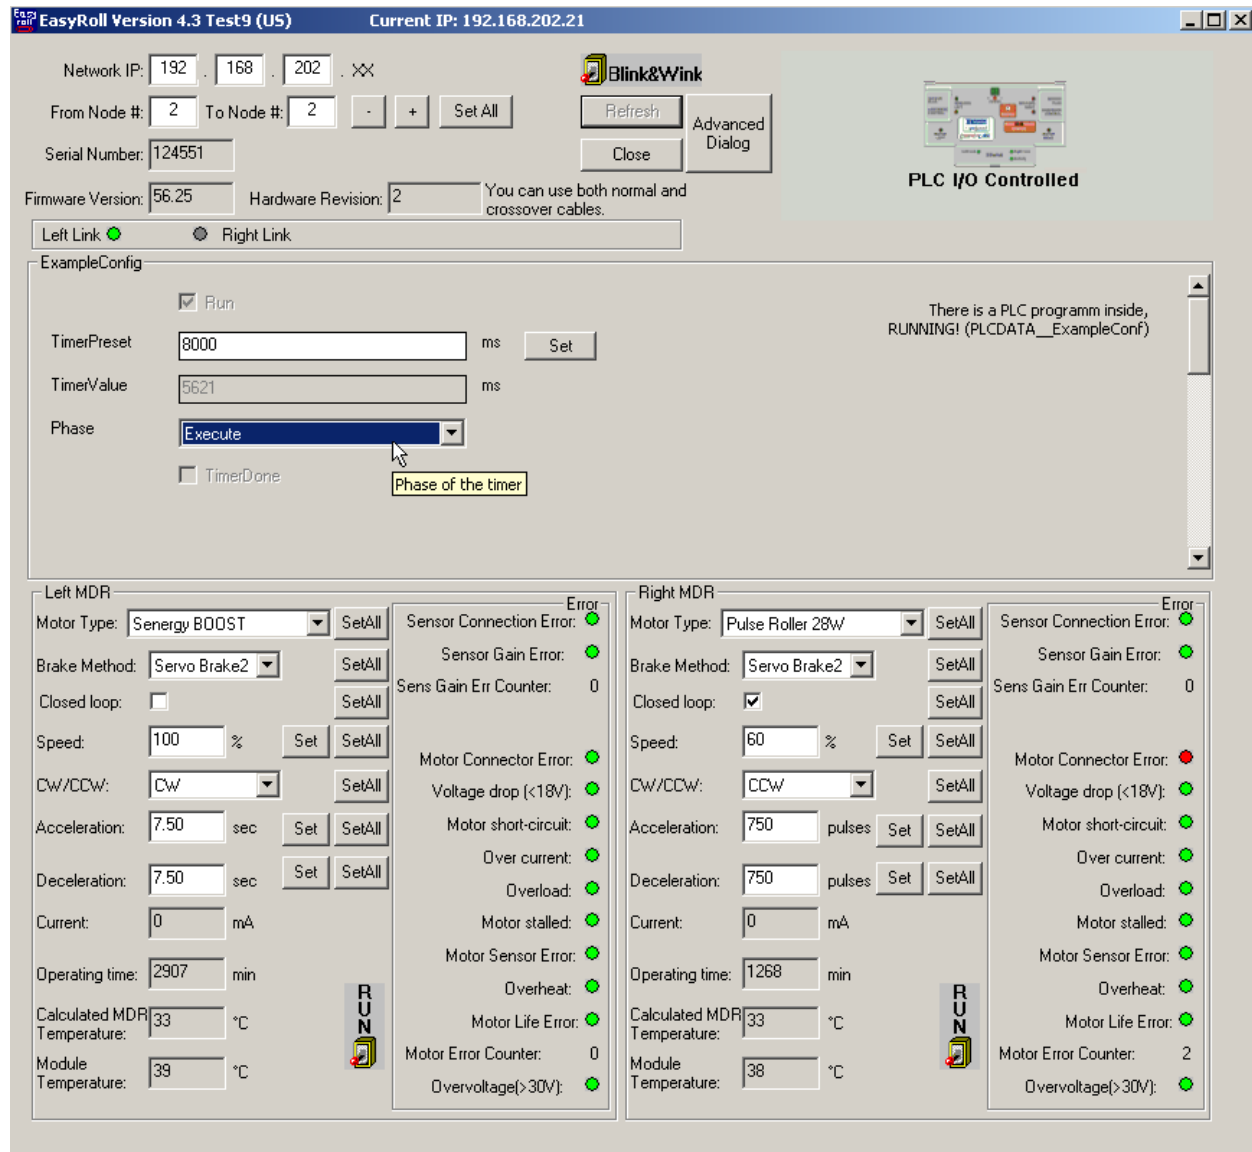 EasyRoll Version 4.3 Test9 (US) Current IP: 192.168.202.21
Network IP: 192 . 168 . 202 . XX
Blink&Wink
From Node #: 2 To Node #: 2 - + Set All
Refresh
Advanced Dialog
Serial Number: 124551
Close
PLC I/O Controlled
Firmware Version: 56.25 Hardware Revision: 2
You can use both normal and
crossover cables.
Left Link Right Link
ExampleConfig
Run
There is a PLC programm inside,
RUNNING! (PLCDATA__ExampleConf)
TimerPreset 8000 ms Set
TimerValue 5621 ms
Phase Execute
TimerDone
Phase of the timer
Left MDR
Motor Type: Senergy BOOST SetAll
Brake Method: Servo Brake2 SetAll
Closed loop: SetAll
Speed: 100 % Set SetAll
CW/CCW: CW SetAll
Acceleration: 7.50 sec Set SetAll
Deceleration: 7.50 sec Set SetAll
Current: 0 mA
Operating time: 2907 min
Calculated MDR
Temperature: 33 °C
Module
Temperature: 39 °C
RUN
Error
Sensor Connection Error:
Sensor Gain Error:
Sens Gain Err Counter: 0
Motor Connector Error:
Voltage drop (<18V):
Motor short-circuit:
Over current:
Overload:
Motor stalled:
Motor Sensor Error:
Overheat:
Motor Life Error:
Motor Error Counter: 0
Overvoltage(>30V):
Right MDR
Motor Type: Pulse Roller 28W SetAll
Brake Method: Servo Brake2 SetAll
Closed loop: SetAll
Speed: 60 % Set SetAll
CW/CCW: CCW SetAll
Acceleration: 750 pulses Set SetAll
Deceleration: 750 pulses Set SetAll
Current: 0 mA
Operating time: 1268 min
Calculated MDR
Temperature: 33 °C
Module
Temperature: 38 °C
RUN
Error
Sensor Connection Error:
Sensor Gain Error:
Sens Gain Err Counter: 0
Motor Connector Error:
Voltage drop (<18V):
Motor short-circuit:
Over current:
Overload:
Motor stalled:
Motor Sensor Error:
Overheat:
Motor Life Error:
Motor Error Counter: 2
Overvoltage(>30V):